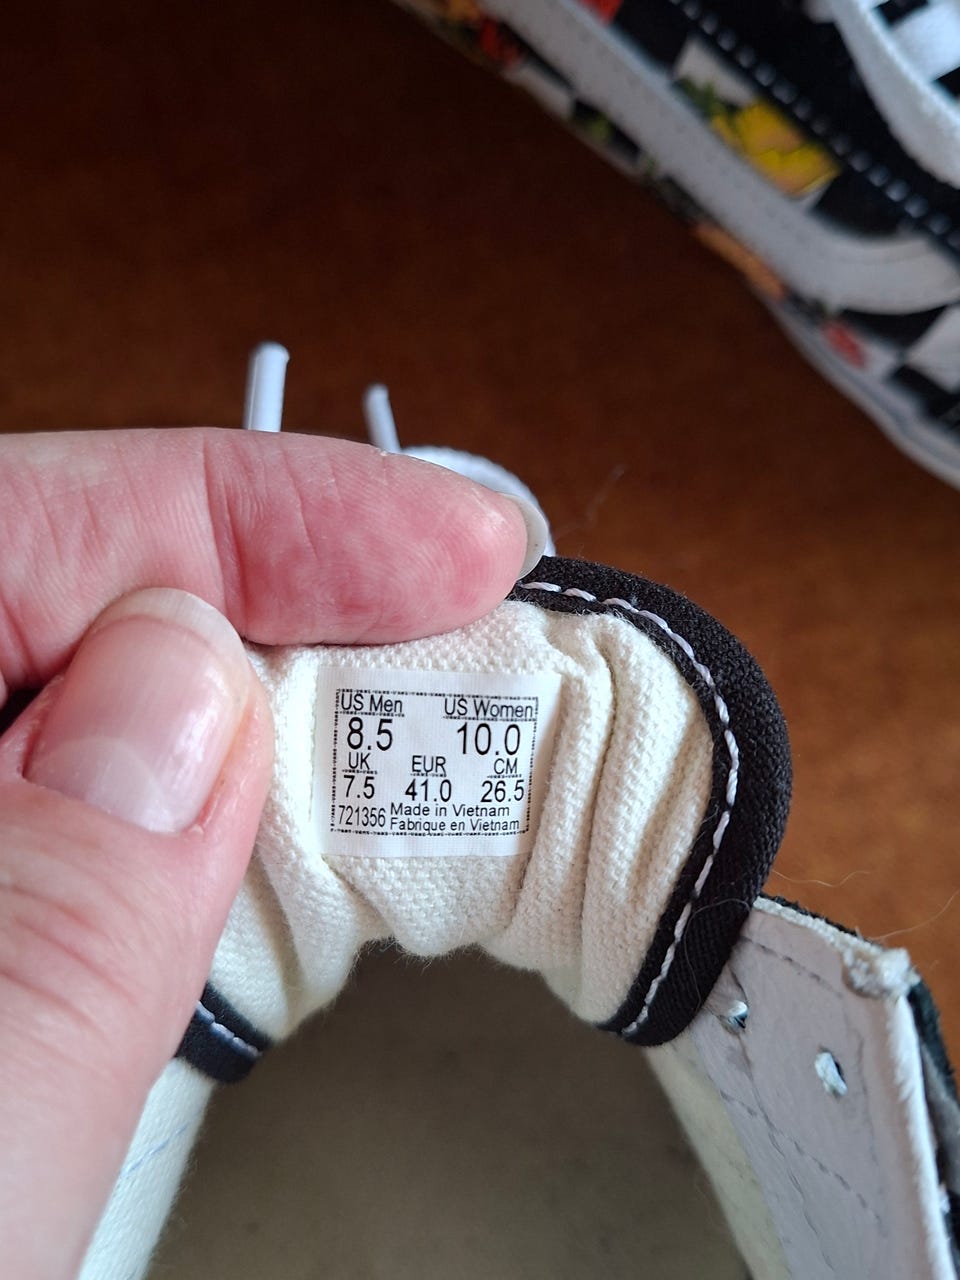 US Men US Women
8.5 10.0
UK EUR CM
7.5 41.0 26.5
721356 Made in Vietnam
Fabrique en Vietnam